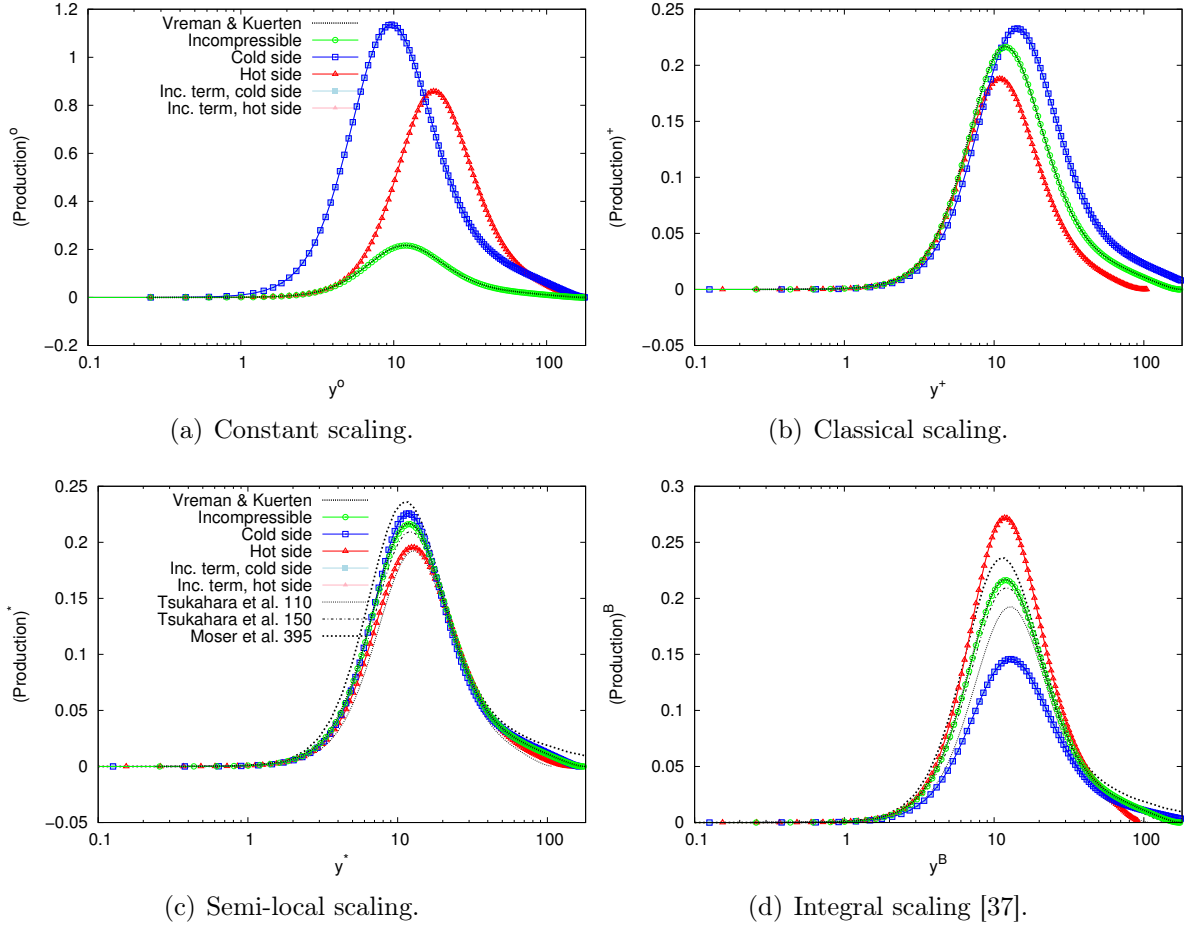 1.2
1
0.8
0.6
0.4
0.2
0
−0.2
0.1 1 10 100
(Production)^o
y^o
Vreman & Kuerten
Incompressible
Cold side
Hot side
Inc. term, cold side
Inc. term, hot side
(a) Constant scaling.
0.25
0.2
0.15
0.1
0.05
0
−0.05
0.1 1 10 100
(Production)^+
y^+
(b) Classical scaling.
0.25
0.2
0.15
0.1
0.05
0
−0.05
0.1 1 10 100
(Production)^*
y^*
Vreman & Kuerten
Incompressible
Cold side
Hot side
Inc. term, cold side
Inc. term, hot side
Tsukahara et al. 110
Tsukahara et al. 150
Moser et al. 395
(c) Semi-local scaling.
0.3
0.25
0.2
0.15
0.1
0.05
0
0.1 1 10 100
(Production)^B
y^B
(d) Integral scaling [37].